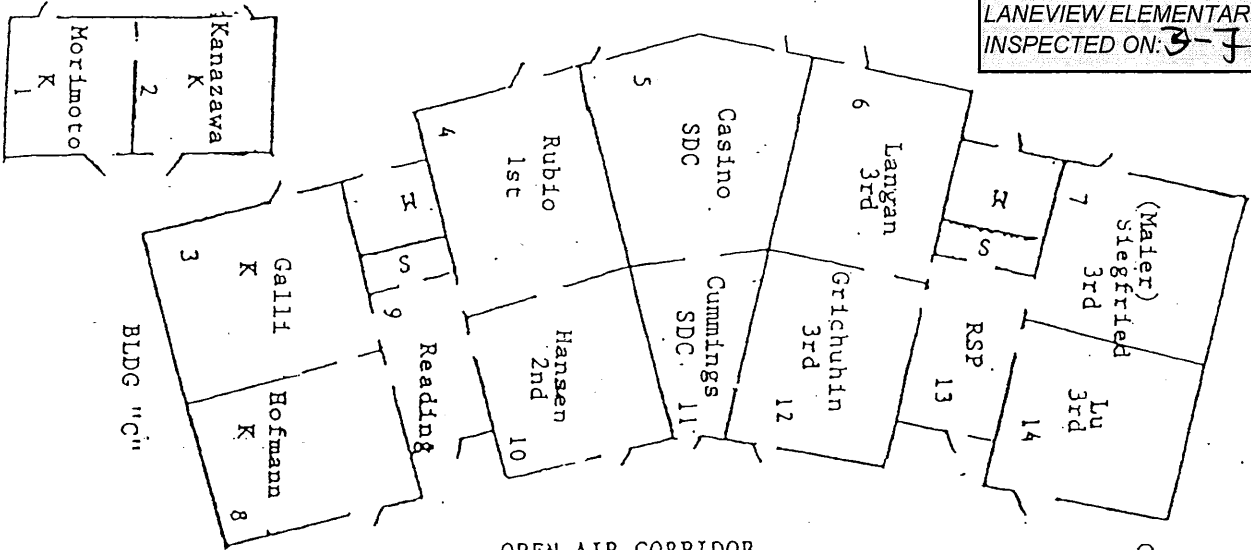 LANEVIEW ELEMENTAR
INSPECTED ON: 3-7
Kanazawa
K
2
Morimoto
K
1
5
Casino
SDC
6
Langan
3rd
4
Rubio
1st
W
S
7
(Maier)
Siegfried
3rd
W
S
3
Galli
K
9
Reading
Hansen
2nd
10
Cummings
SDC
11
Grichuhin
3rd
12
RSP
13
Lu
3rd
14
Hofmann
K
8
BLDG "C"
OPEN AIR CORRIDOR